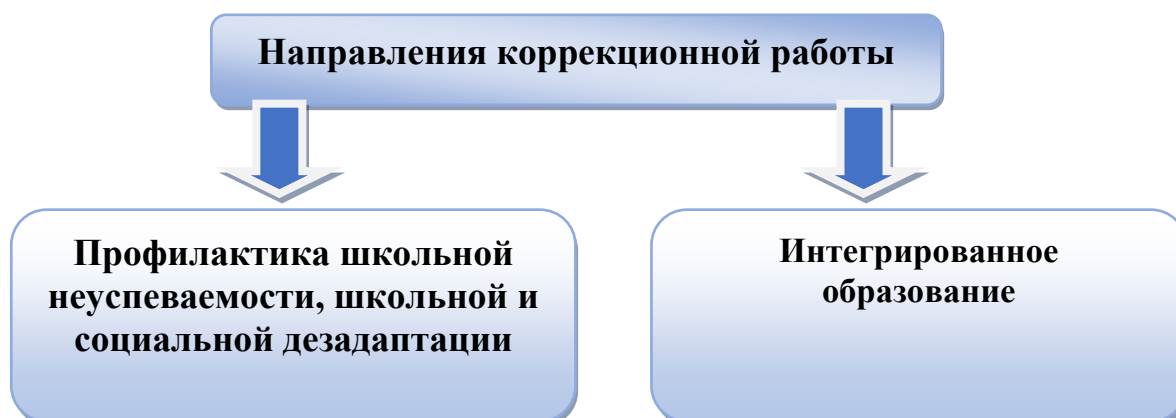 Направления коррекционной работы
Профилактика школьной
неуспеваемости, школьной и
социальной дезадаптации
Интегрированное
образование